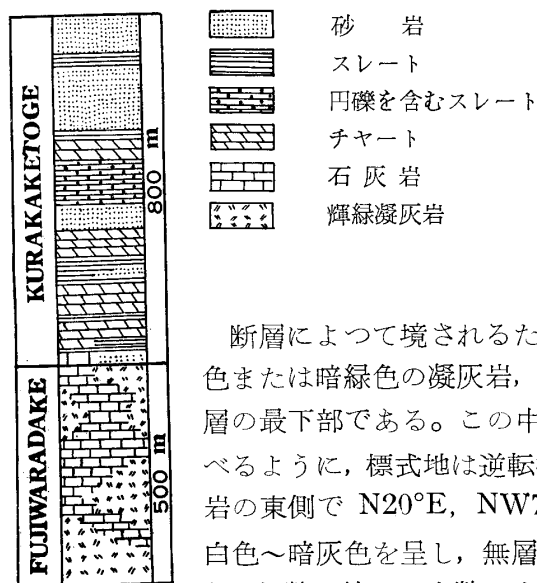 KURAKAKETOGE
800 m
FUJIWARADAKE
500 m
砂 岩
スレート
円礫を含むスレート
チャート
石 灰 岩
輝緑凝灰岩
断層によつて境されるた
色または暗緑色の凝灰岩,
層の最下部である。この中
べるように, 標式地は逆転
岩の東側で N20°E, NW7
白色~暗灰色を呈し, 無層